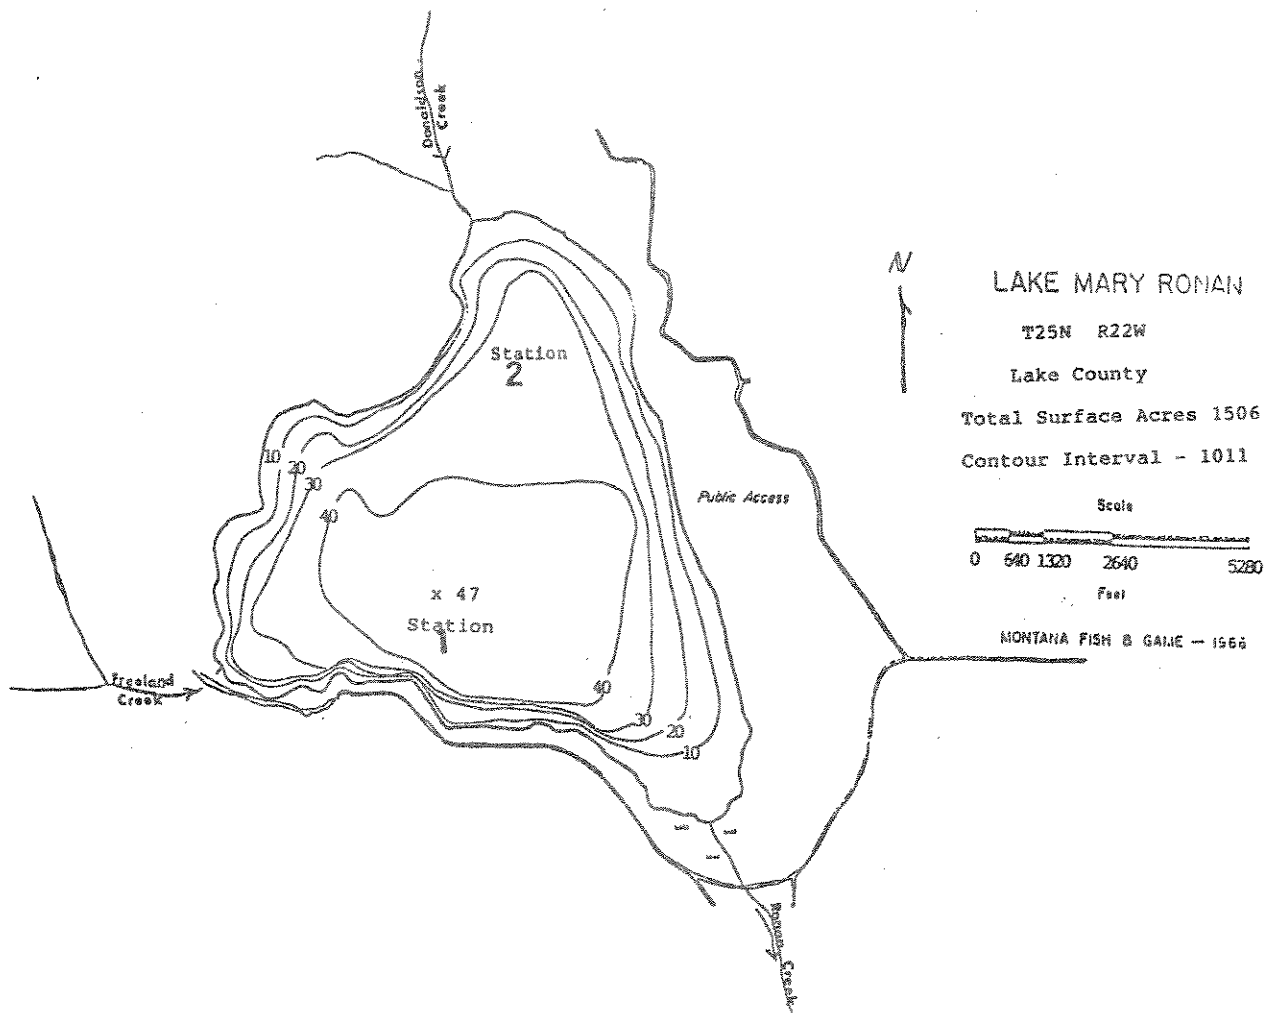 Donaldson
Creek
N
LAKE MARY RONAN
T25N R22W
Lake County
Total Surface Acres 1506
Contour Interval - 1011
Scale
0 640 1320 2640 5280
Feet
MONTANA FISH & GAME - 1966
Station
2
10
20
30
40
Public Access
x 47
Station
1
Freeland
Creek
40
30
20
10
Ronan
Creek